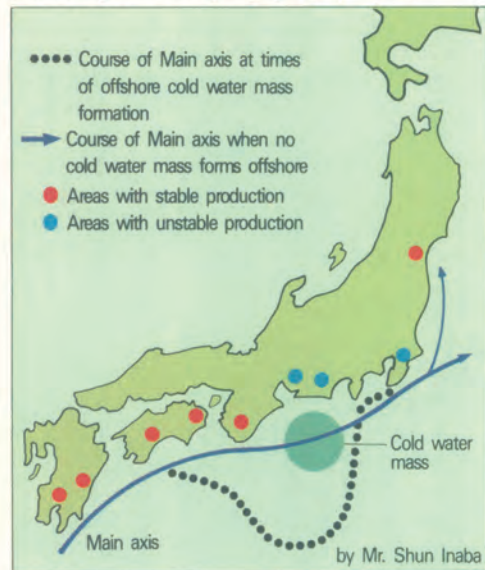 Course of Main axis at times
of offshore cold water mass
formation
Course of Main axis when no
cold water mass forms offshore
Areas with stable production
Areas with unstable production
Cold water
mass
Main axis
by Mr. Shun Inaba